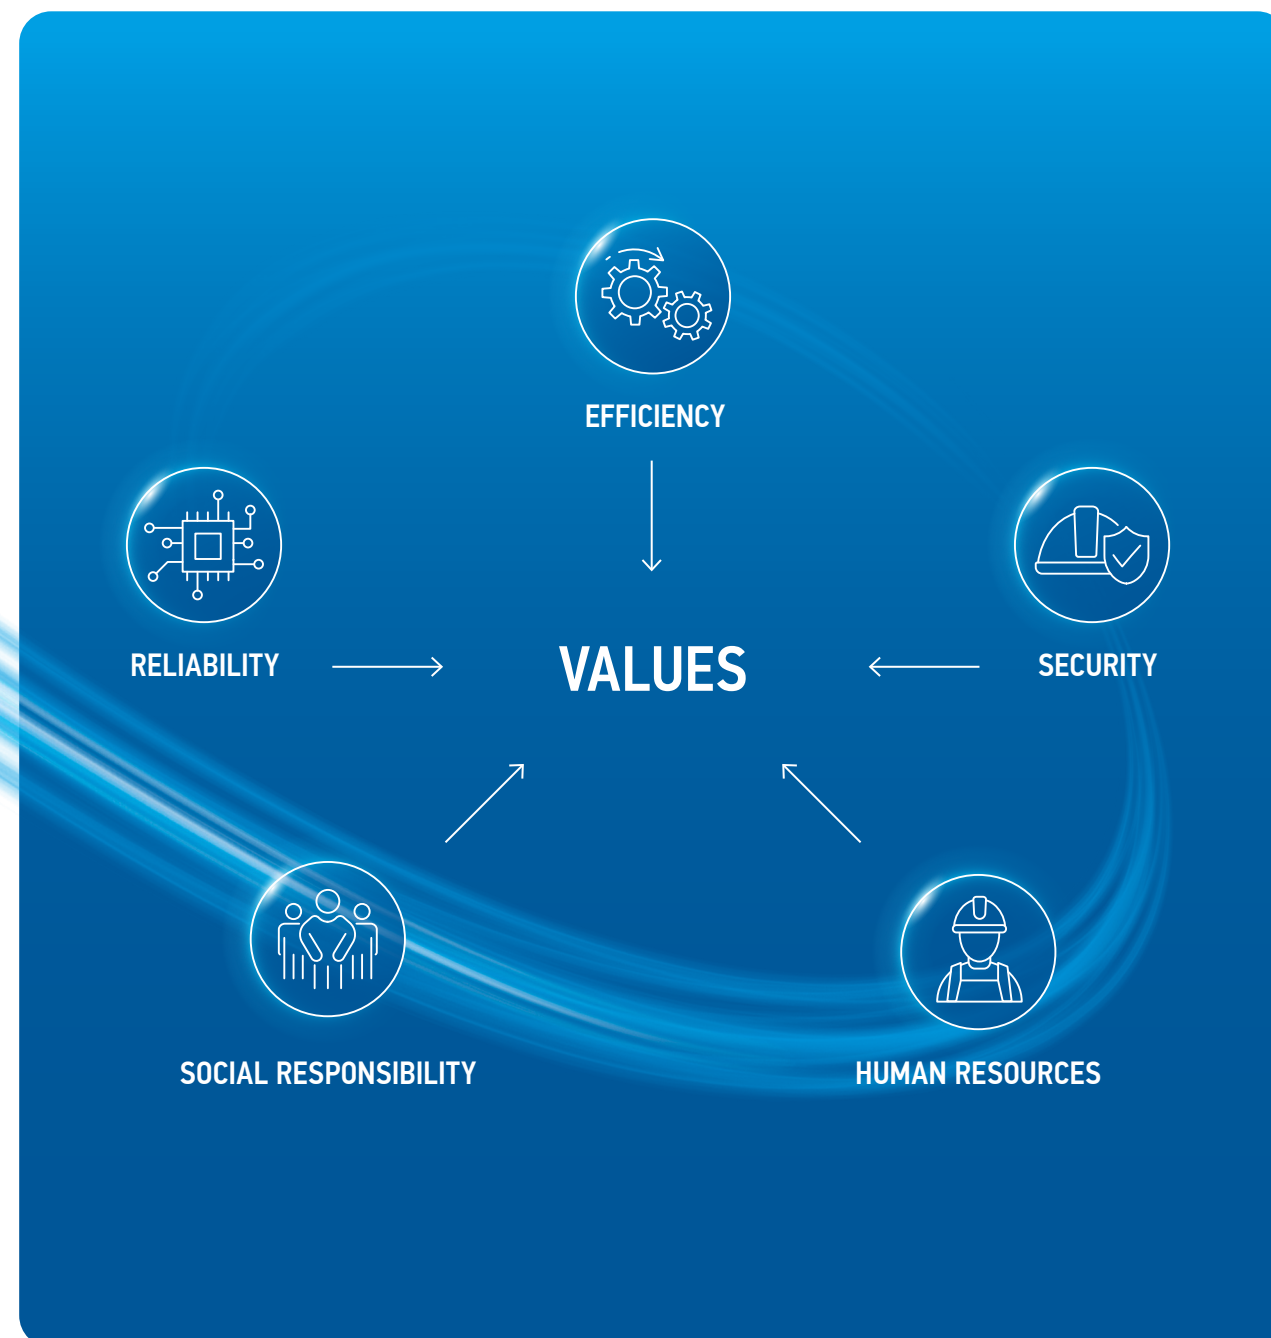 EFFICIENCY
RELIABILITY
VALUES
SECURITY
SOCIAL RESPONSIBILITY
HUMAN RESOURCES